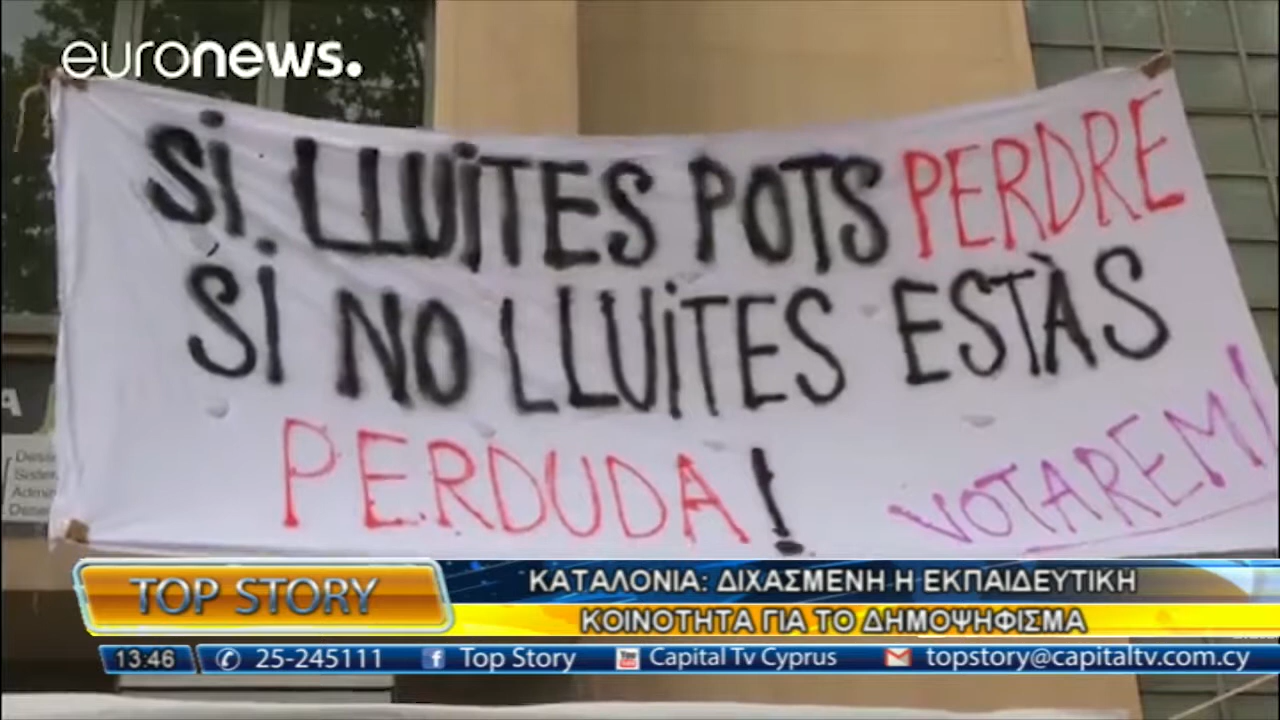 euronews.
SI LLUITES POTS PERDRE
SI NO LLUITES ESTÀS
PERDUDA!
VOTAREM!
TOP STORY
ΚΑΤΑΛΟΝΙΑ: ΔΙΧΑΣΜΕΝΗ Η ΕΚΠΑΙΔΕΥΤΙΚΗ
ΚΟΙΝΟΤΗΤΑ ΓΙΑ ΤΟ ΔΗΜΟΨΗΦΙΣΜΑ
13:46 25-245111 Top Story Capital Tv Cyprus topstory@capitaltv.com.cy